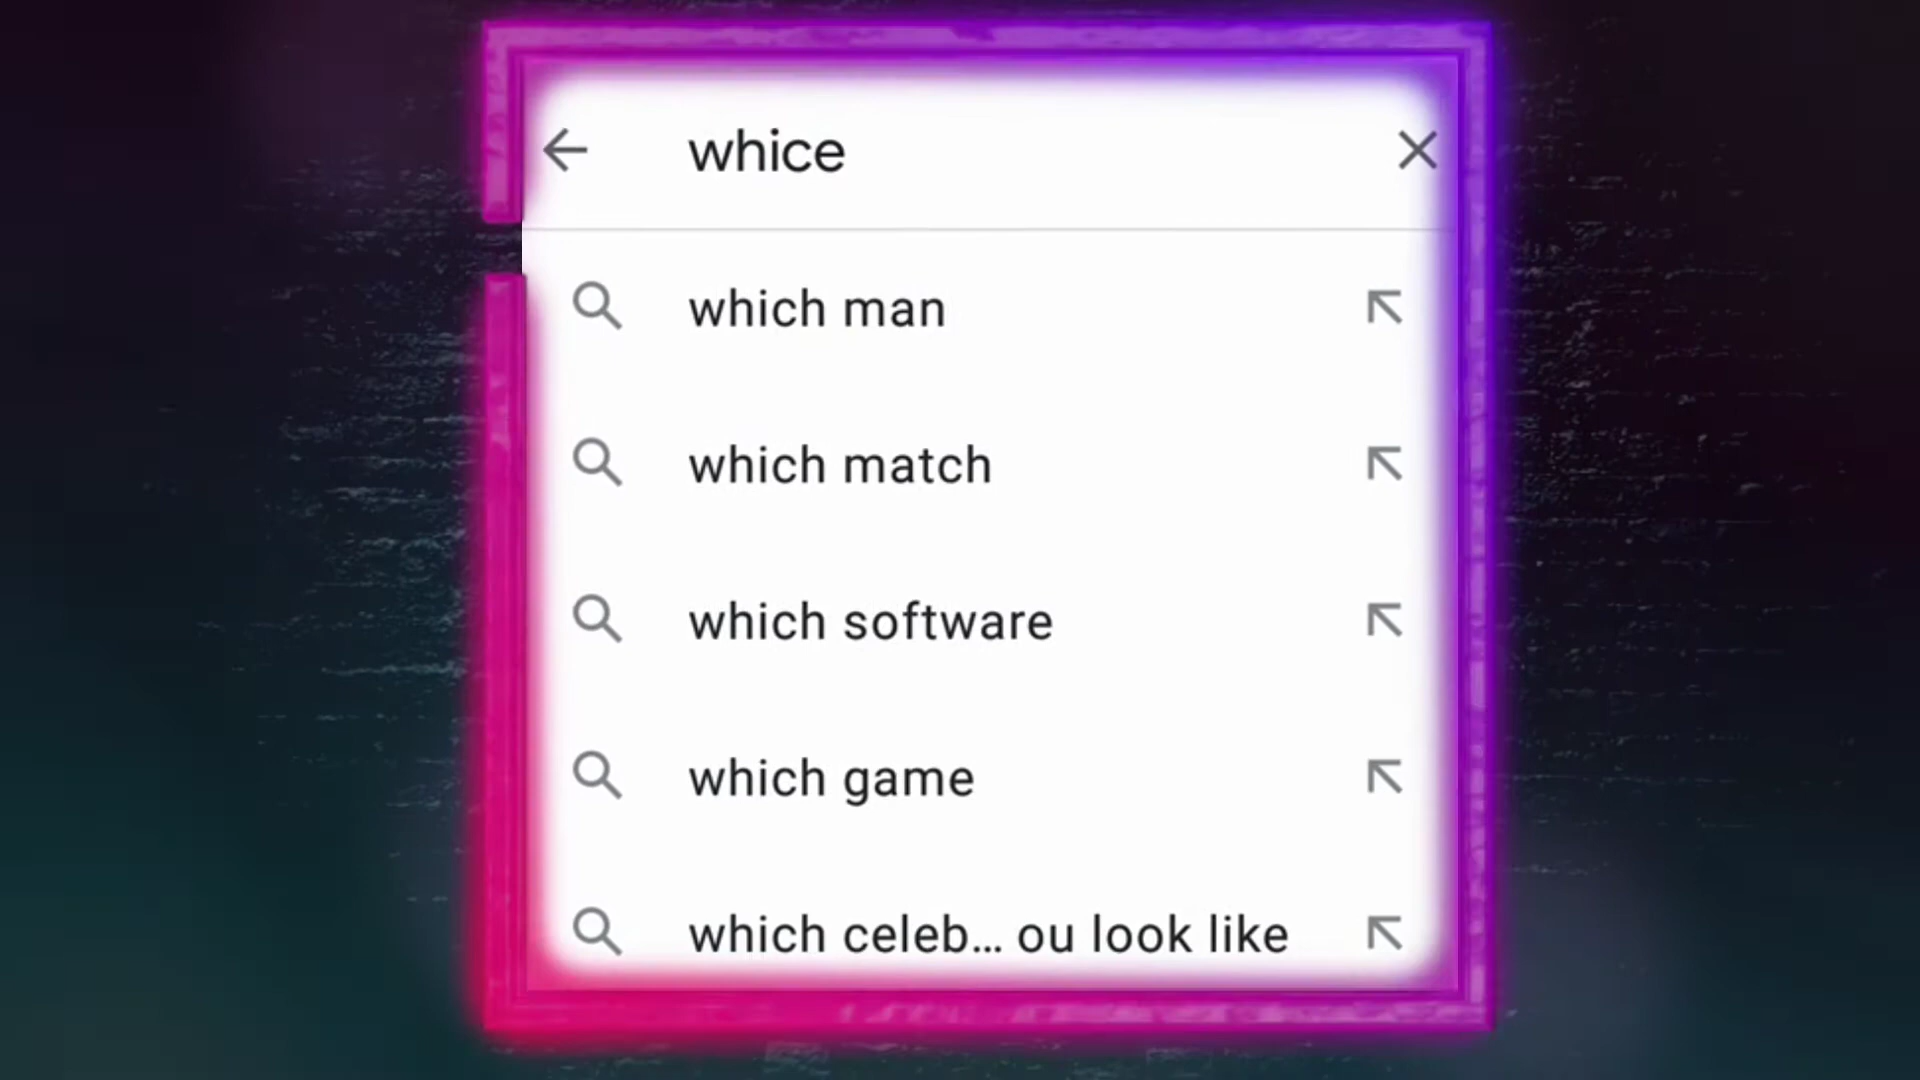 whice
which man
which match
which software
which game
which celeb... ou look like